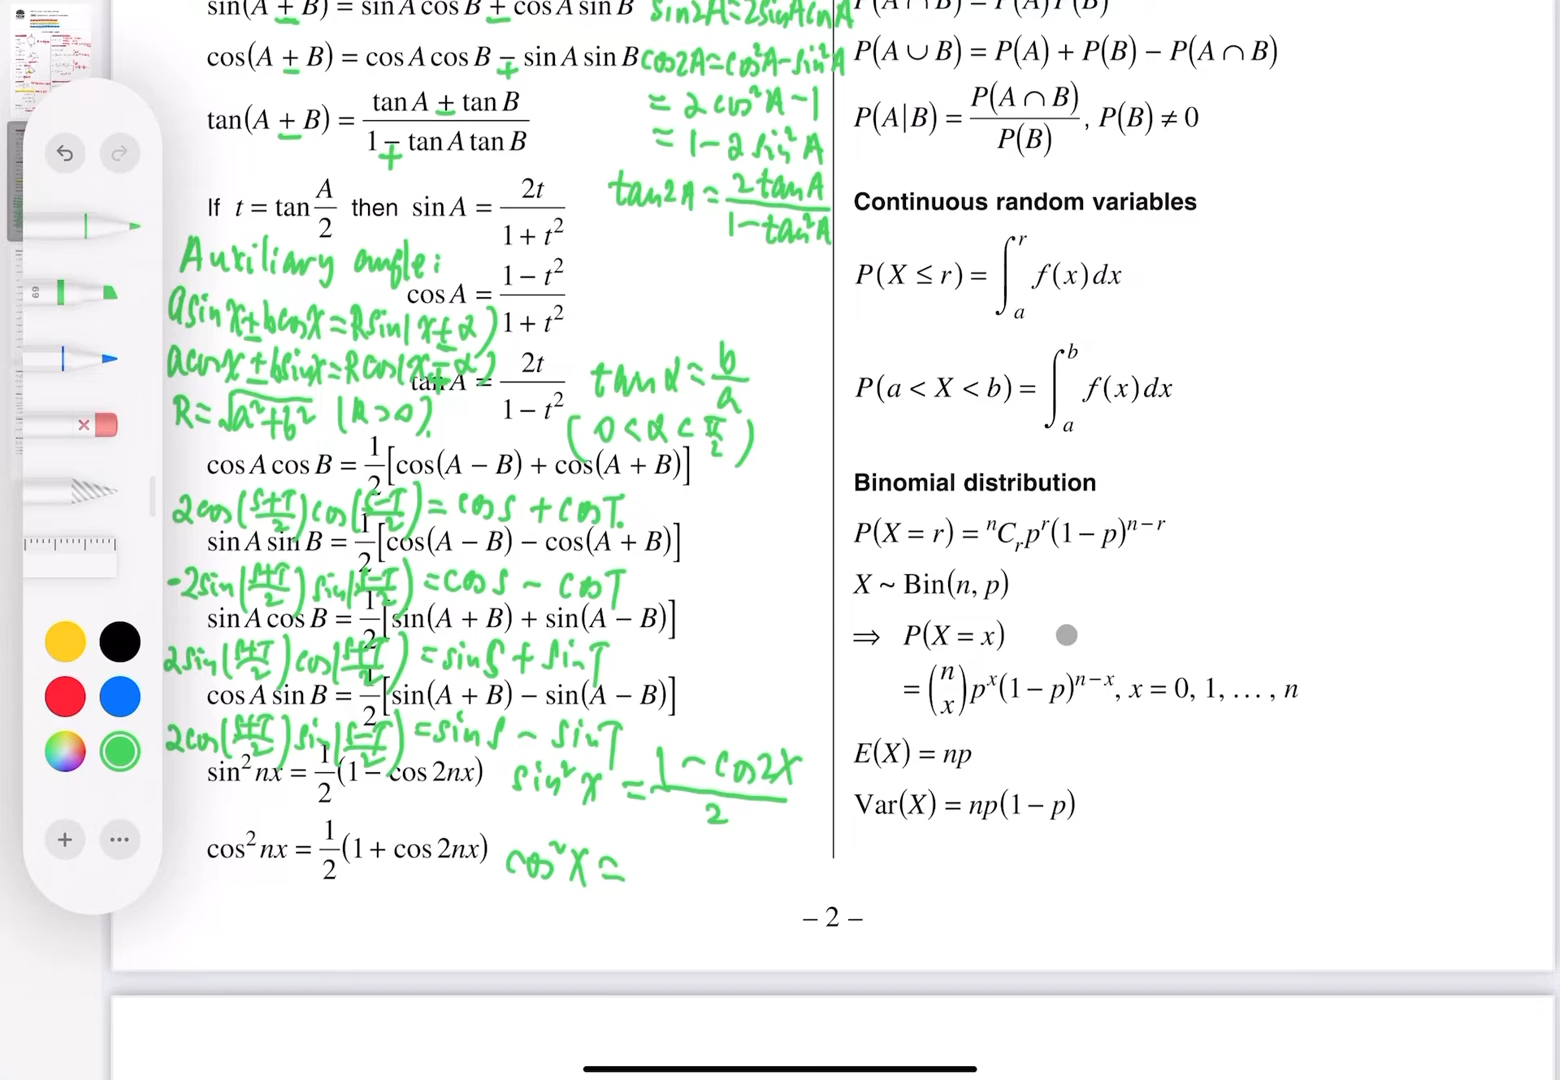 sin(A + B) = sin A cos B + cos A sin B
sin2A=2sinAcosA
cos(A + B) = cos A cos B − sin A sin B
+
cos2A=cos²A−sin²A
= 2cos²A−1
= 1−2sin²A
tan(A + B) = (tan A + tan B)/(1 − tan A tan B)
+
tan2A = 2tanA/1−tan²A
If t = tan A/2 then sin A = 2t/(1 + t²)
Auxiliary angle:
cos A = (1 − t²)/(1 + t²)
asinx±bcosx=Rsin(x±α)
acosx±bsinx=Rcos(x∓α)
tan A = 2t/(1 − t²)
R=√a²+b² (R>0)
tanα=b/a
(0<α<π/2)
cos A cos B = 1/2[cos(A − B) + cos(A + B)]
2cos(S+T/2)cos(S−T/2)=cosS+cosT
sin A sin B = 1/2[cos(A − B) − cos(A + B)]
−2sin(S+T/2)sin(S−T/2)=cosS−cosT
sin A cos B = 1/2[sin(A + B) + sin(A − B)]
2sin(S+T/2)cos(S−T/2)=sinS+sinT
cos A sin B = 1/2[sin(A + B) − sin(A − B)]
2cos(S+T/2)sin(S−T/2)=sinS−sinT
sin² nx = 1/2(1 − cos 2nx)
sin²x = 1−cos2x/2
cos² nx = 1/2(1 + cos 2nx)
cos²x =
P(A ∩ B) = P(A)P(B)
P(A ∪ B) = P(A) + P(B) − P(A ∩ B)
P(A|B) = P(A ∩ B)/P(B), P(B) ≠ 0
Continuous random variables
P(X ≤ r) = ∫ₐʳ f(x)dx
P(a < X < b) = ∫ₐᵇ f(x)dx
Binomial distribution
P(X = r) = ⁿCᵣpʳ(1 − p)ⁿ⁻ʳ
X ~ Bin(n, p)
⇒ P(X = x)
= (n x)pˣ(1 − p)ⁿ⁻ˣ, x = 0, 1, … , n
E(X) = np
Var(X) = np(1 − p)
– 2 –
69